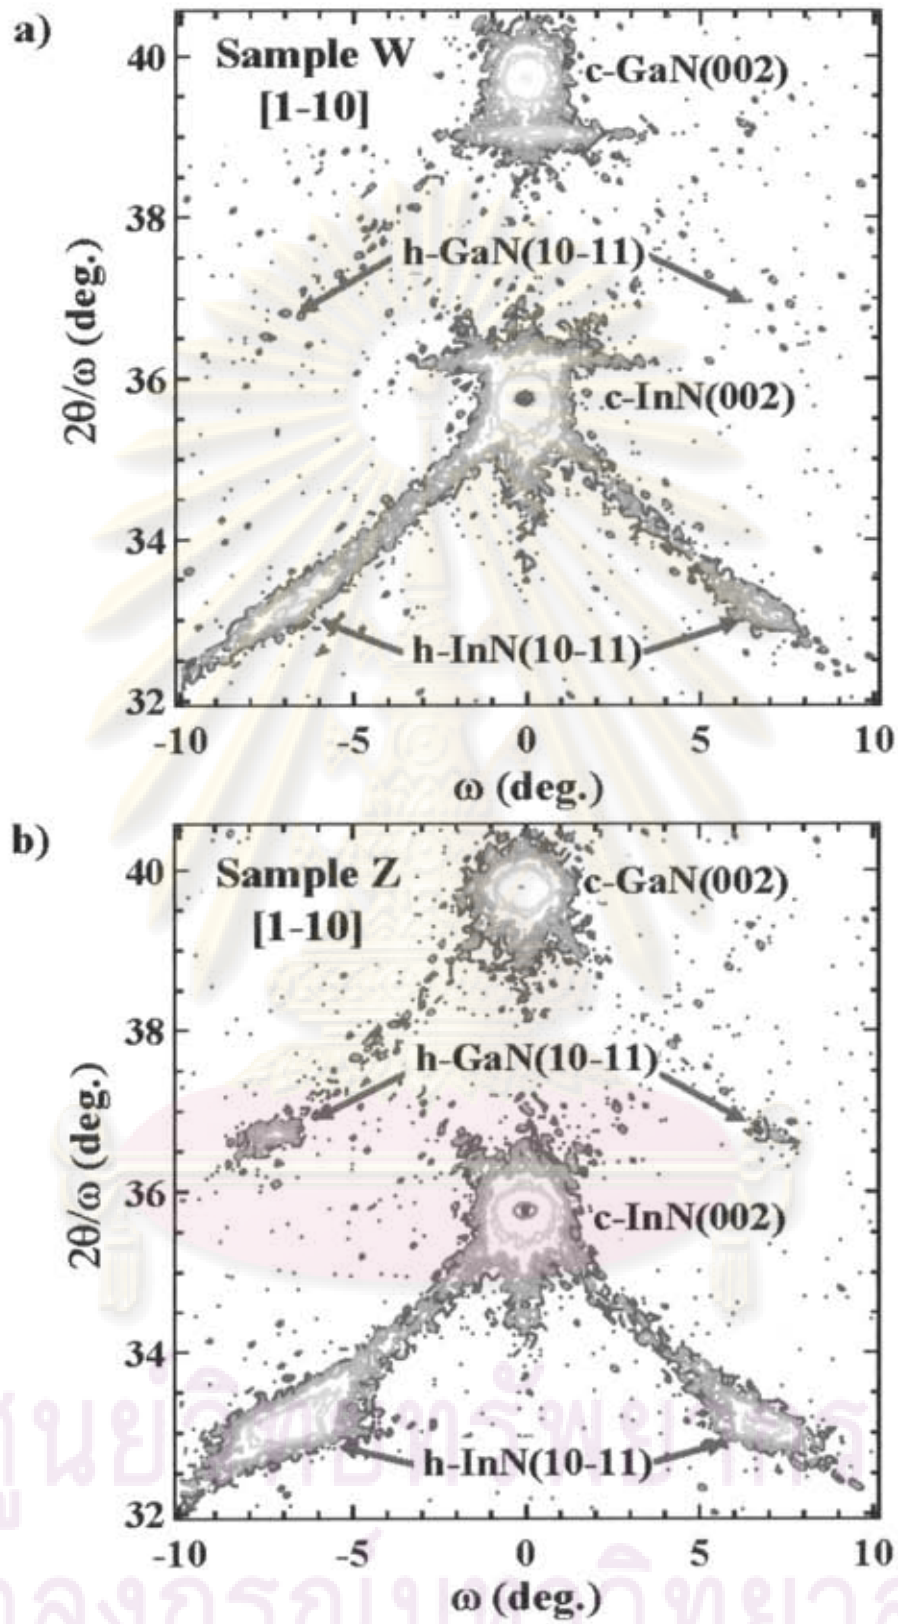 a)
Sample W
[1-10]
c-GaN(002)
h-GaN(10-11)
c-InN(002)
h-InN(10-11)
2θ/ω (deg.)
40
38
36
34
32
-10 -5 0 5 10
ω (deg.)
b)
Sample Z
[1-10]
c-GaN(002)
h-GaN(10-11)
c-InN(002)
h-InN(10-11)
2θ/ω (deg.)
40
38
36
34
32
-10 -5 0 5 10
ω (deg.)